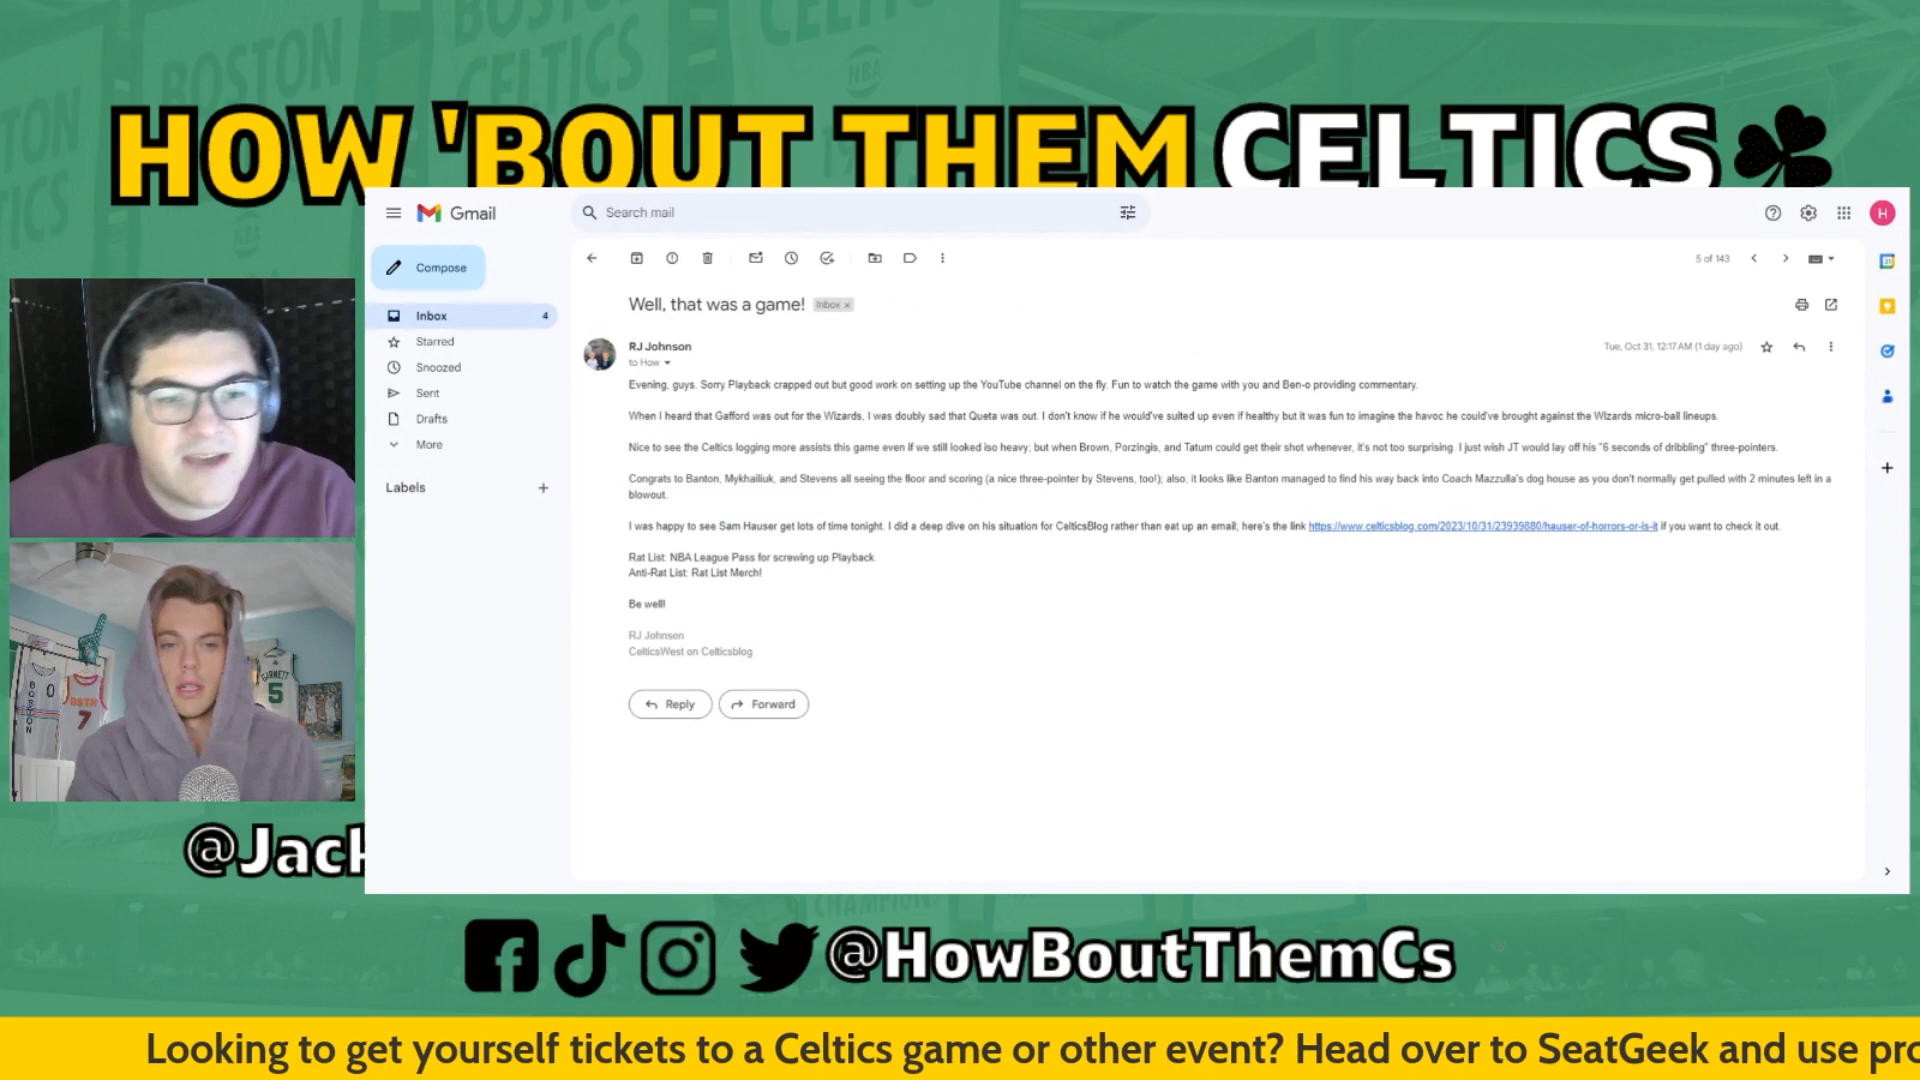 HOW 'BOUT THEM CELTICS
Gmail
Search mail
H
Compose
5 of 143
Inbox 4
Starred
Snoozed
Sent
Drafts
More
Labels
Well, that was a game! Inbox x
RJ Johnson
Tue, Oct 31, 12:17 AM (1 day ago)
to How
Evening, guys. Sorry Playback crapped out but good work on setting up the YouTube channel on the fly. Fun to watch the game with you and Ben-o providing commentary.
When I heard that Gafford was out for the Wizards, I was doubly sad that Queta was out. I don't know if he would've suited up even if healthy but it was fun to imagine the havoc he could've brought against the Wizards micro-ball lineups.
Nice to see the Celtics logging more assists this game even if we still looked iso heavy; but when Brown, Porzingis, and Tatum could get their shot whenever, it's not too surprising. I just wish JT would lay off his "6 seconds of dribbling" three-pointers.
Congrats to Banton, Mykhailiuk, and Stevens all seeing the floor and scoring (a nice three-pointer by Stevens, too!); also, it looks like Banton managed to find his way back into Coach Mazzulla's dog house as you don't normally get pulled with 2 minutes left in a
blowout.
I was happy to see Sam Hauser get lots of time tonight. I did a deep dive on his situation for CelticsBlog rather than eat up an email; here's the link https://www.celticsblog.com/2023/10/31/23939880/hauser-of-horrors-or-is-it if you want to check it out.
Rat List: NBA League Pass for screwing up Playback.
Anti-Rat List: Rat List Merch!
Be well!
RJ Johnson
CelticsWest on Celticsblog
Reply
Forward
BOSTON
0
BSTN
7
GARNETT
5
@Jack
@HowBoutThemCs
Looking to get yourself tickets to a Celtics game or other event? Head over to SeatGeek and use pro
BOSTON
BOSTON
CELTICS
CELTICS
NBA
NBA
TON
TICS
CHAMPIONS